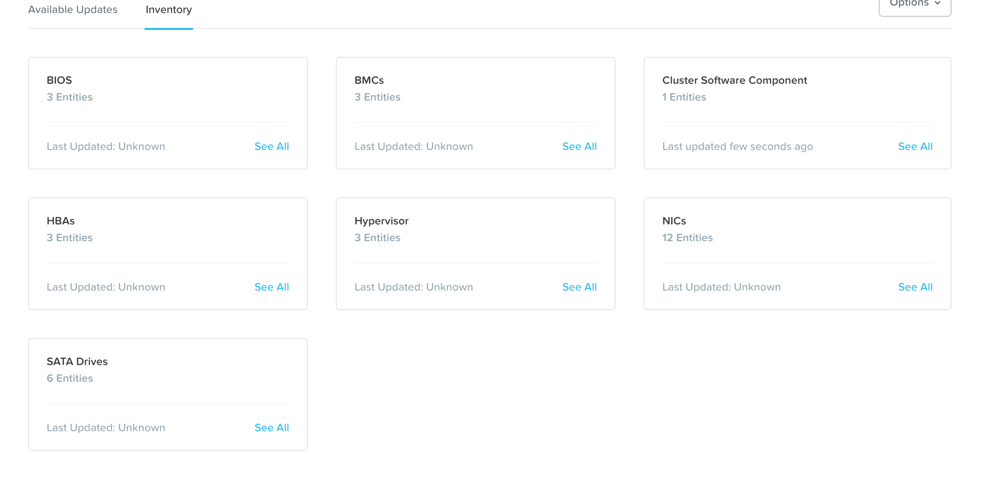 Available Updates
Inventory
Options
BIOS
3 Entities
Last Updated: Unknown
See All
BMCs
3 Entities
Last Updated: Unknown
See All
Cluster Software Component
1 Entities
Last updated few seconds ago
See All
HBAs
3 Entities
Last Updated: Unknown
See All
Hypervisor
3 Entities
Last Updated: Unknown
See All
NICs
12 Entities
Last Updated: Unknown
See All
SATA Drives
6 Entities
Last Updated: Unknown
See All